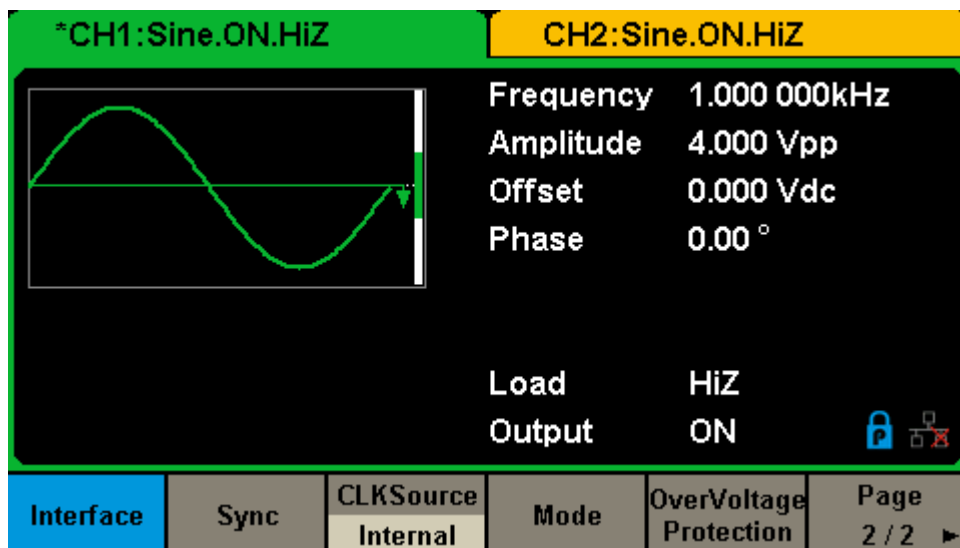 *CH1:Sine.ON.HiZ
CH2:Sine.ON.HiZ
Frequency 1.000 000kHz
Amplitude 4.000 Vpp
Offset 0.000 Vdc
Phase 0.00 °
Load HiZ
Output ON
P
Interface
Sync
CLKSource
Internal
Mode
OverVoltage
Protection
Page
2 / 2 ►